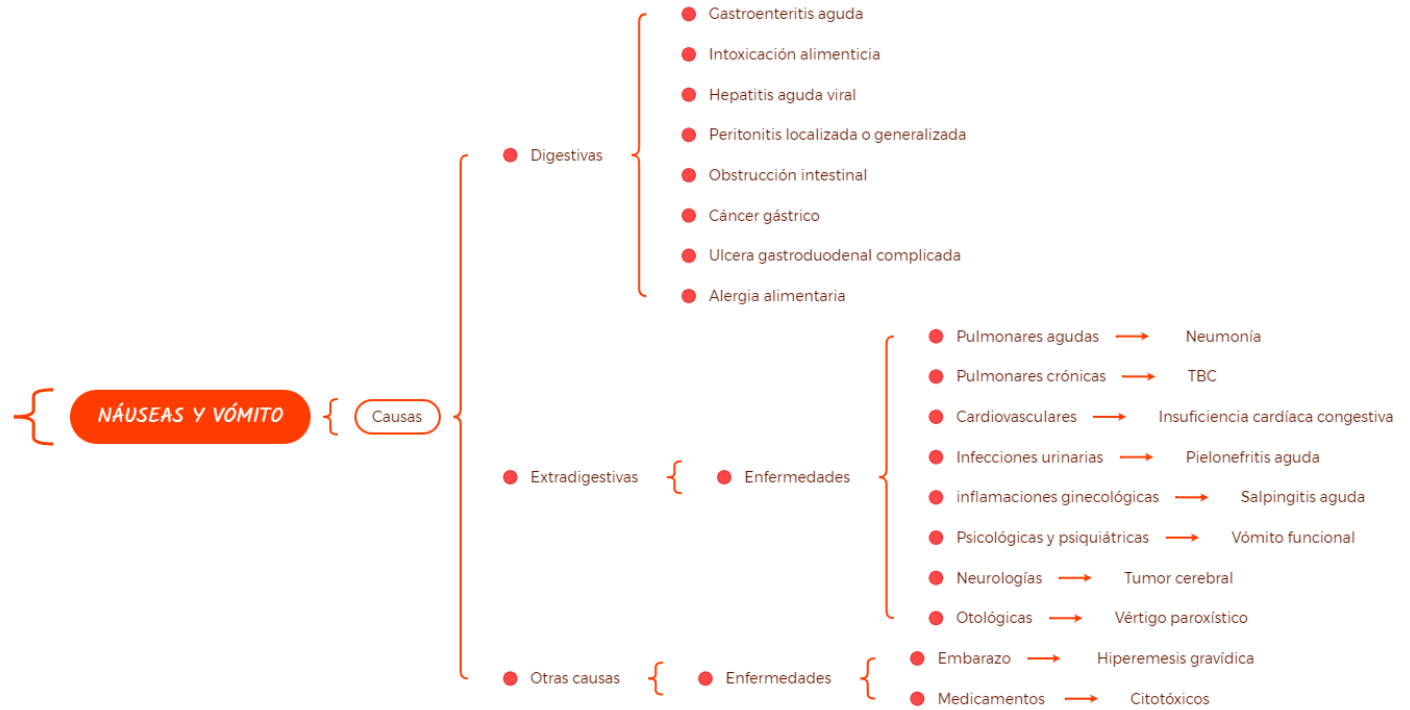 NÁUSEAS Y VÓMITO
Causas
Digestivas
Gastroenteritis aguda
Intoxicación alimenticia
Hepatitis aguda viral
Peritonitis localizada o generalizada
Obstrucción intestinal
Cáncer gástrico
Ulcera gastroduodenal complicada
Alergia alimentaria
Extradigestivas
Enfermedades
Pulmonares agudas
Neumonía
Pulmonares crónicas
TBC
Cardiovasculares
Insuficiencia cardíaca congestiva
Infecciones urinarias
Pielonefritis aguda
inflamaciones ginecológicas
Salpingitis aguda
Psicológicas y psiquiátricas
Vómito funcional
Neurologías
Tumor cerebral
Otológicas
Vértigo paroxístico
Otras causas
Enfermedades
Embarazo
Hiperemesis gravídica
Medicamentos
Citotóxicos